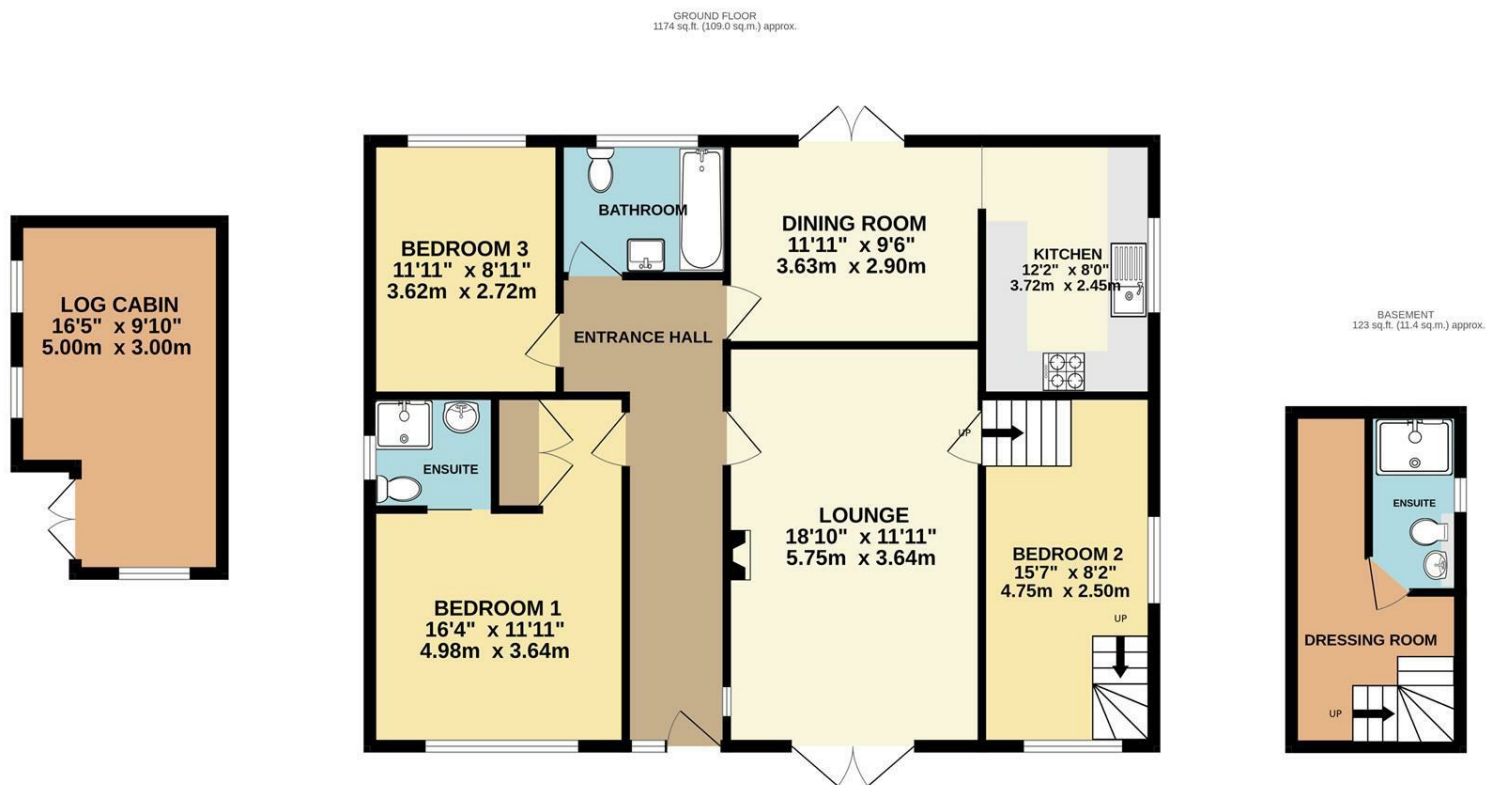 GROUND FLOOR
1174 sq.ft. (109.0 sq.m.) approx.
LOG CABIN
16'5" x 9'10"
5.00m x 3.00m
BEDROOM 3
11'11" x 8'11"
3.62m x 2.72m
BATHROOM
DINING ROOM
11'11" x 9'6"
3.63m x 2.90m
KITCHEN
12'2" x 8'0"
3.72m x 2.45m
ENTRANCE HALL
ENSUITE
UP
LOUNGE
18'10" x 11'11"
5.75m x 3.64m
BEDROOM 2
15'7" x 8'2"
4.75m x 2.50m
UP
BEDROOM 1
16'4" x 11'11"
4.98m x 3.64m
BASEMENT
123 sq.ft. (11.4 sq.m.) approx.
ENSUITE
DRESSING ROOM
UP